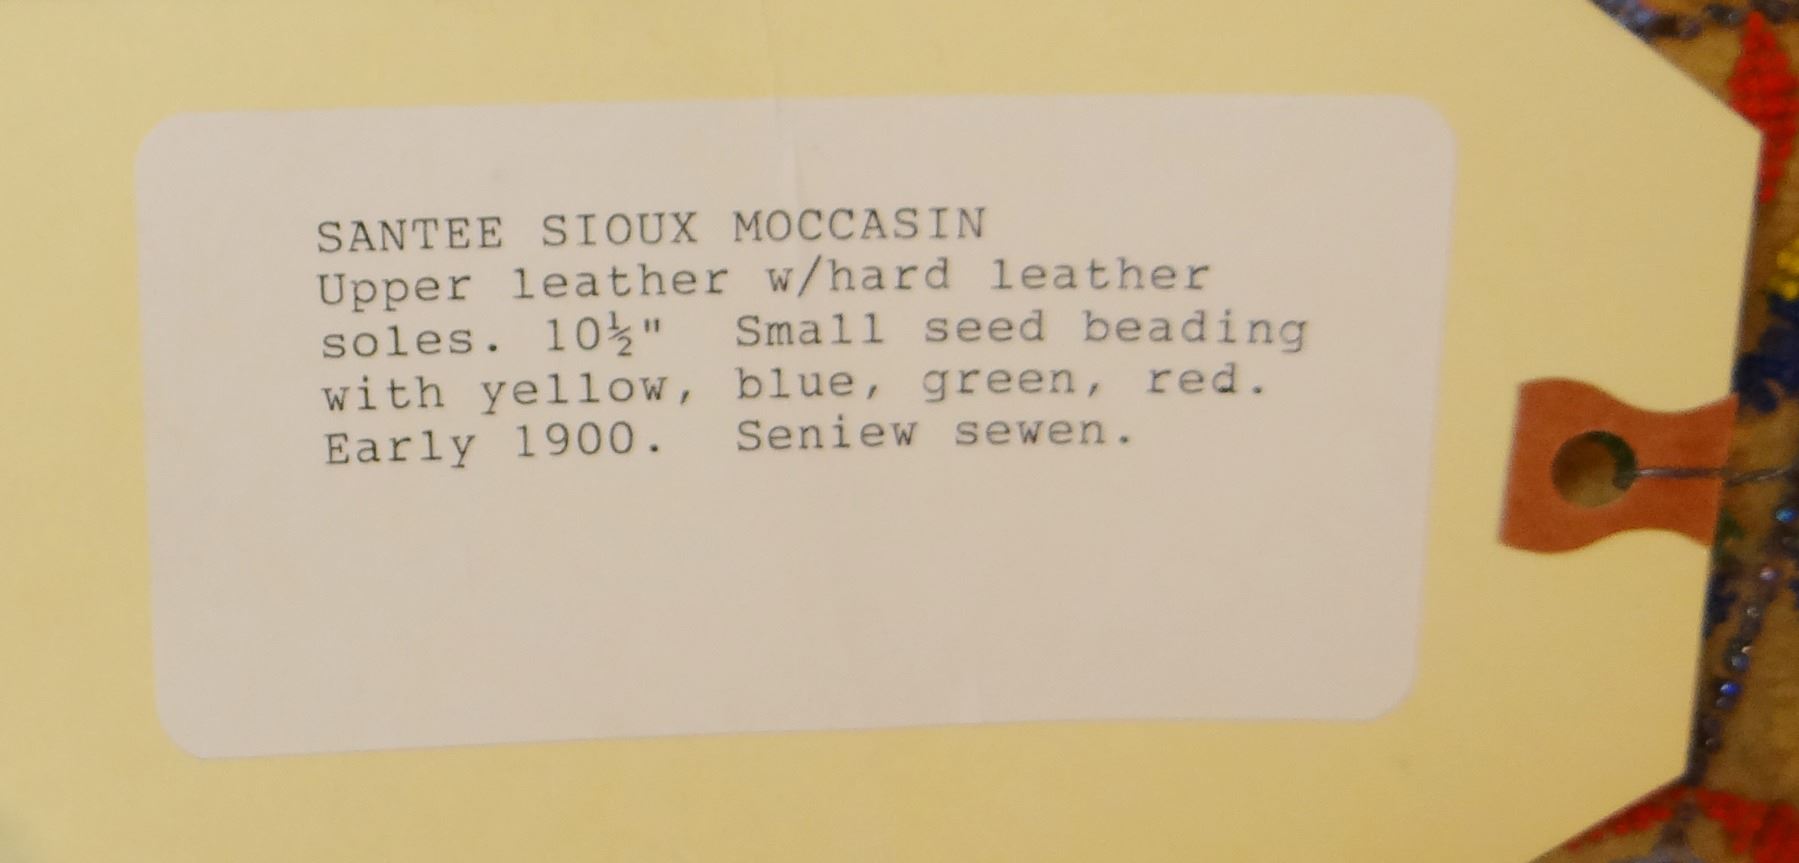 SANTEE SIOUX MOCCASIN
Upper leather w/hard leather
soles. 10½" Small seed beading
with yellow, blue, green, red.
Early 1900. Seniew sewen.